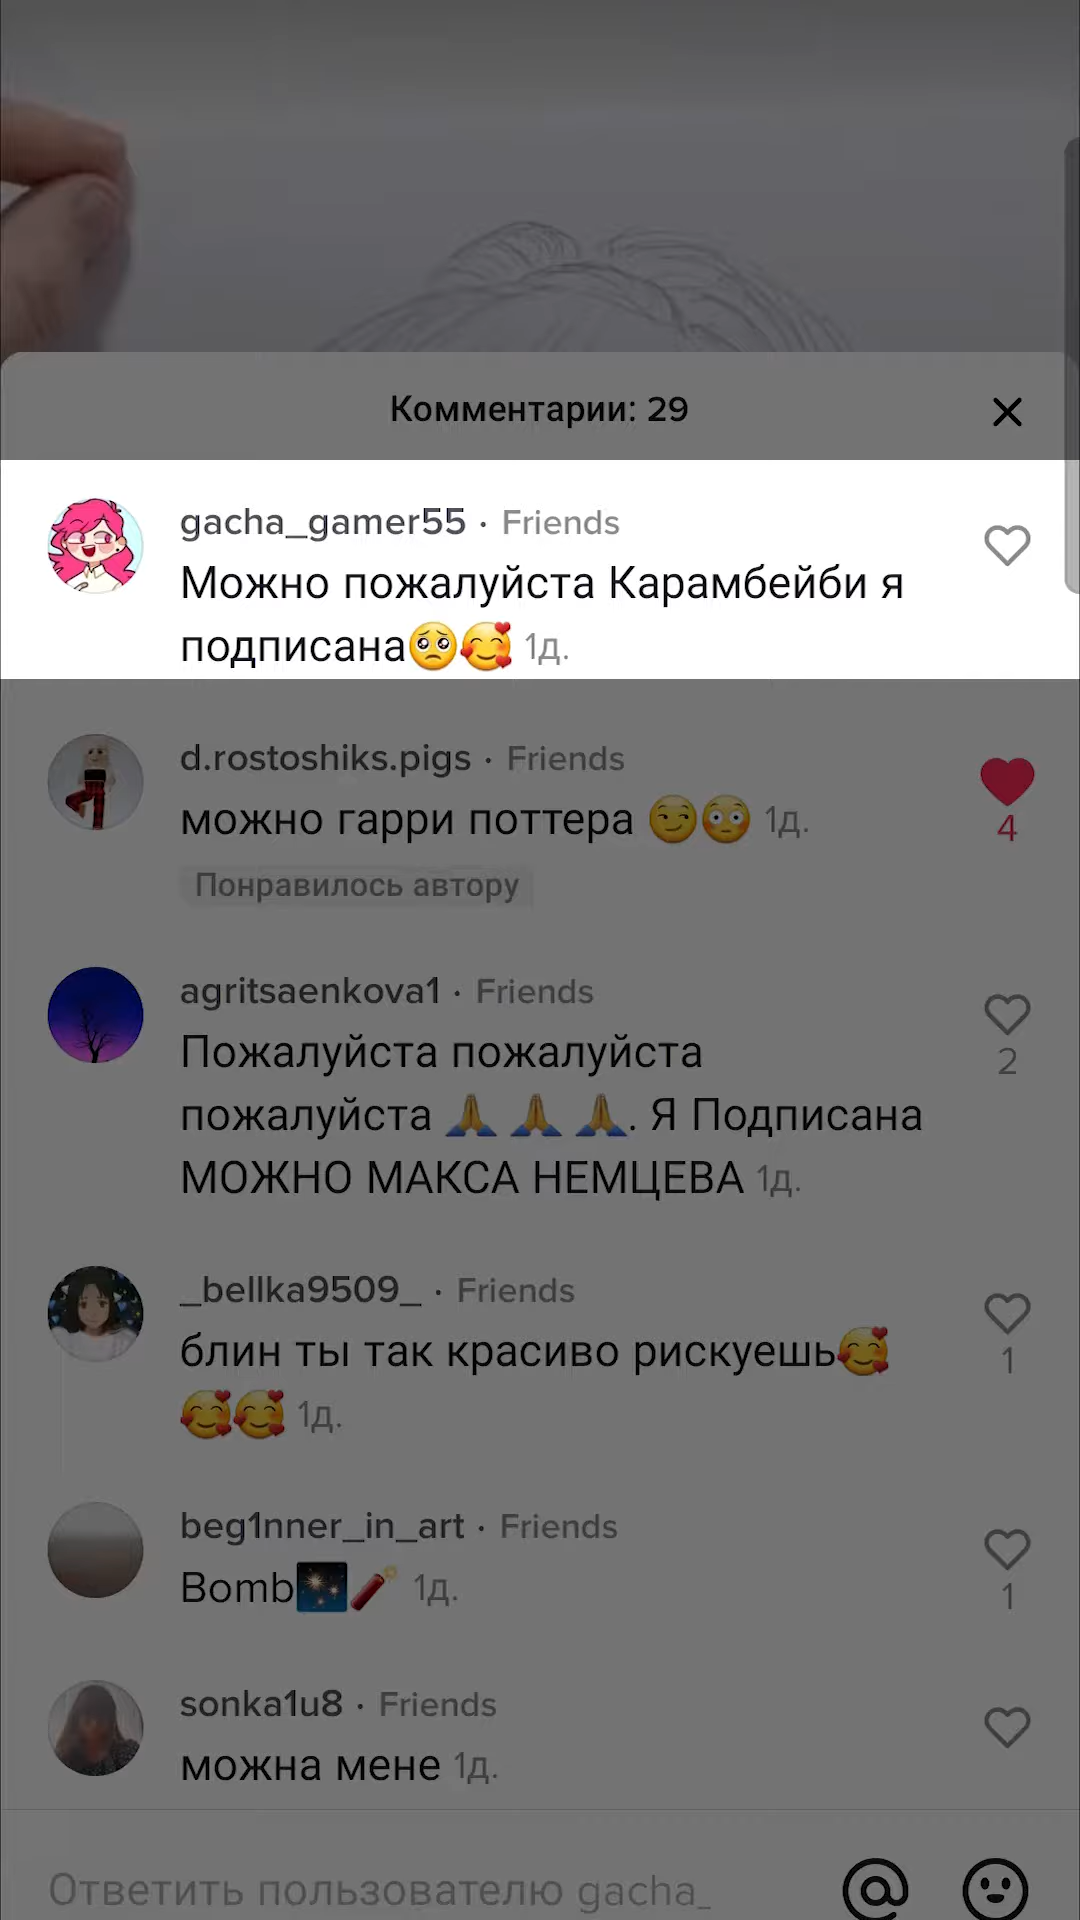 Комментарии: 29
gacha_gamer55 · Friends
Можно пожалуйста Карамбейби я
подписана🥺🥰 1д.
d.rostoshiks.pigs · Friends
можно гарри поттера 😏😳 1д.
4
Понравилось автору
agritsaenkova1 · Friends
Пожалуйста пожалуйста
2
пожалуйста 🙏 🙏 🙏. Я Подписана
МОЖНО МАКСА НЕМЦЕВА 1д.
_bellka9509_ · Friends
блин ты так красиво рискуешь🥰
1
🥰🥰 1д.
beg1nner_in_art · Friends
Bomb🎇🧨 1д.
1
sonka1u8 · Friends
можна мене 1д.
Ответить пользователю gacha_